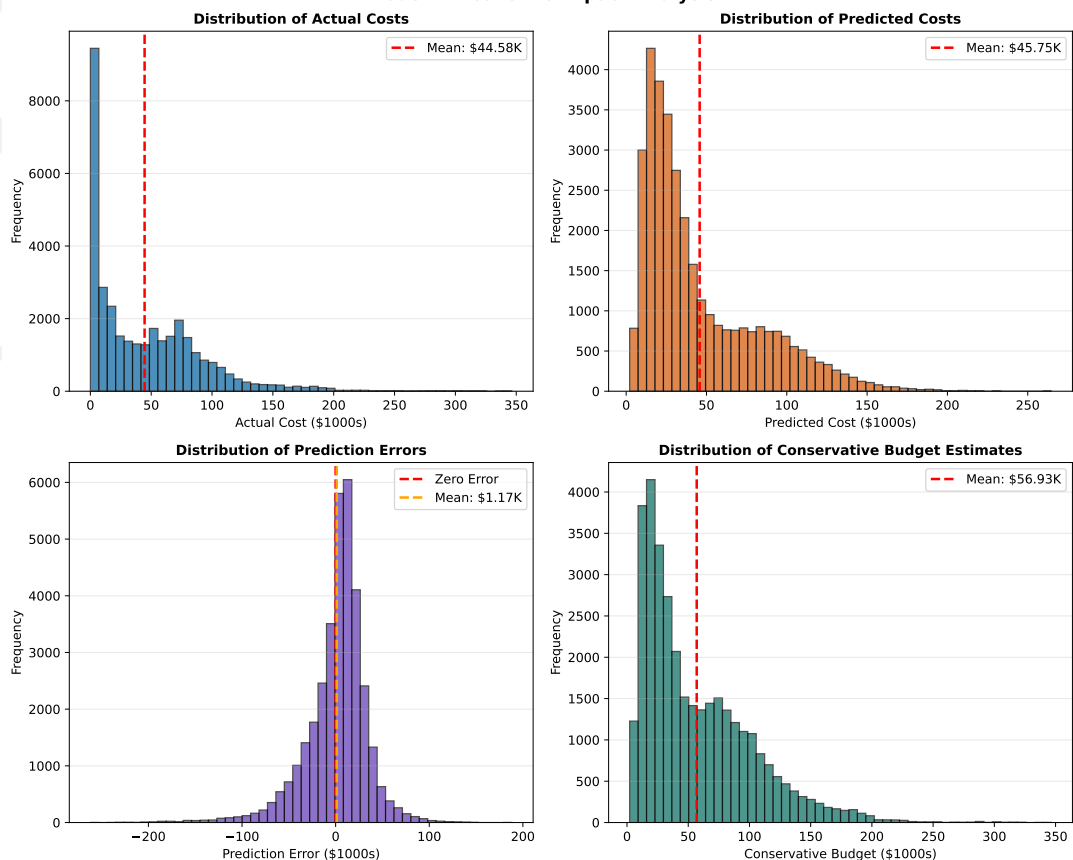 Distribution of Actual Costs
Mean: $44.58K
Frequency
8000
6000
4000
2000
0
0 50 100 150 200 250 300 350
Actual Cost ($1000s)
Distribution of Predicted Costs
Mean: $45.75K
Frequency
4000
3500
3000
2500
2000
1500
1000
500
0
0 50 100 150 200 250
Predicted Cost ($1000s)
Distribution of Prediction Errors
Zero Error
Mean: $1.17K
Frequency
6000
5000
4000
3000
2000
1000
0
−200 −100 0 100 200
Prediction Error ($1000s)
Distribution of Conservative Budget Estimates
Mean: $56.93K
Frequency
4000
3500
3000
2500
2000
1500
1000
500
0
0 50 100 150 200 250 300 350
Conservative Budget ($1000s)